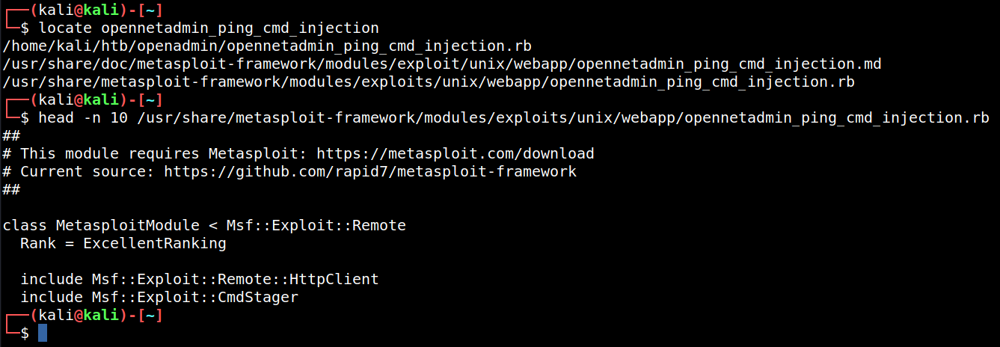 ┌──(kali@kali)-[~]
└─$ locate opennetadmin_ping_cmd_injection
/home/kali/htb/openadmin/opennetadmin_ping_cmd_injection.rb
/usr/share/doc/metasploit-framework/modules/exploit/unix/webapp/opennetadmin_ping_cmd_injection.md
/usr/share/metasploit-framework/modules/exploits/unix/webapp/opennetadmin_ping_cmd_injection.rb
┌──(kali@kali)-[~]
└─$ head -n 10 /usr/share/metasploit-framework/modules/exploits/unix/webapp/opennetadmin_ping_cmd_injection.rb
##
# This module requires Metasploit: https://metasploit.com/download
# Current source: https://github.com/rapid7/metasploit-framework
##

class MetasploitModule < Msf::Exploit::Remote
  Rank = ExcellentRanking

  include Msf::Exploit::Remote::HttpClient
  include Msf::Exploit::CmdStager
┌──(kali@kali)-[~]
└─$